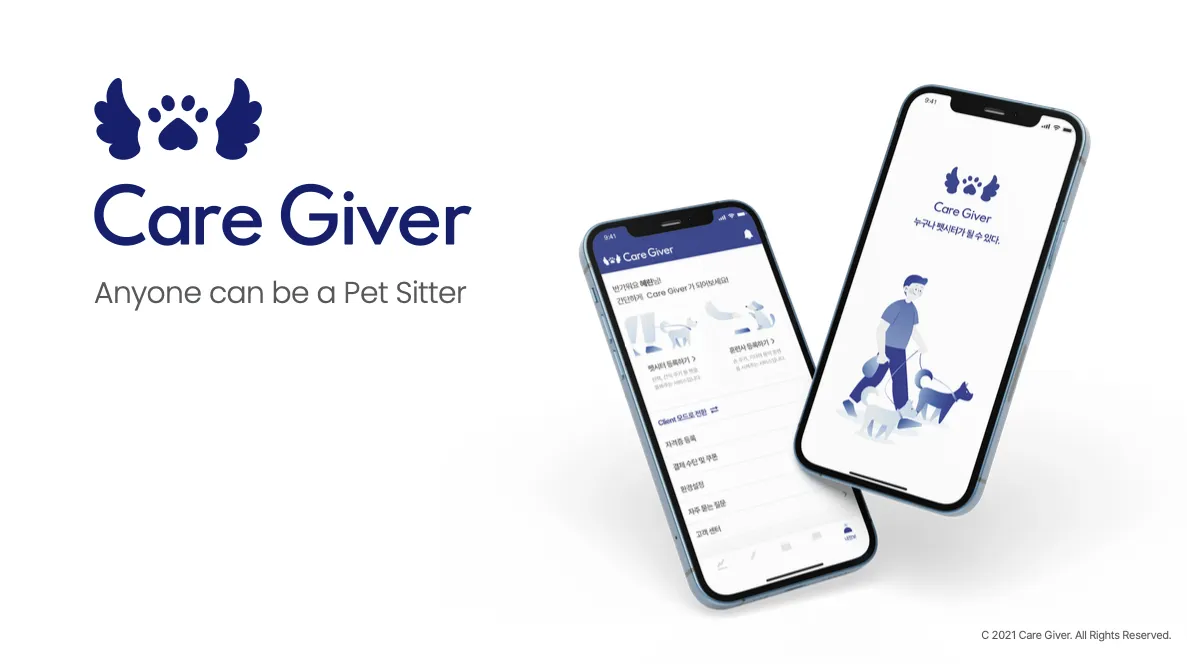 Care Giver
Anyone can be a Pet Sitter
9:41
Care Giver
반가워요 혜린님!
간단하게 Care Giver가 되어보세요!
펫시터 등록하기 >
훈련사 등록하기 >
Client 모드로 전환
자격증 등록
결제 수단 및 쿠폰
환경설정
자주 묻는 질문
고객 센터
9:41
Care Giver
누구나 펫시터가 될 수 있다.
C 2021 Care Giver. All Rights Reserved.